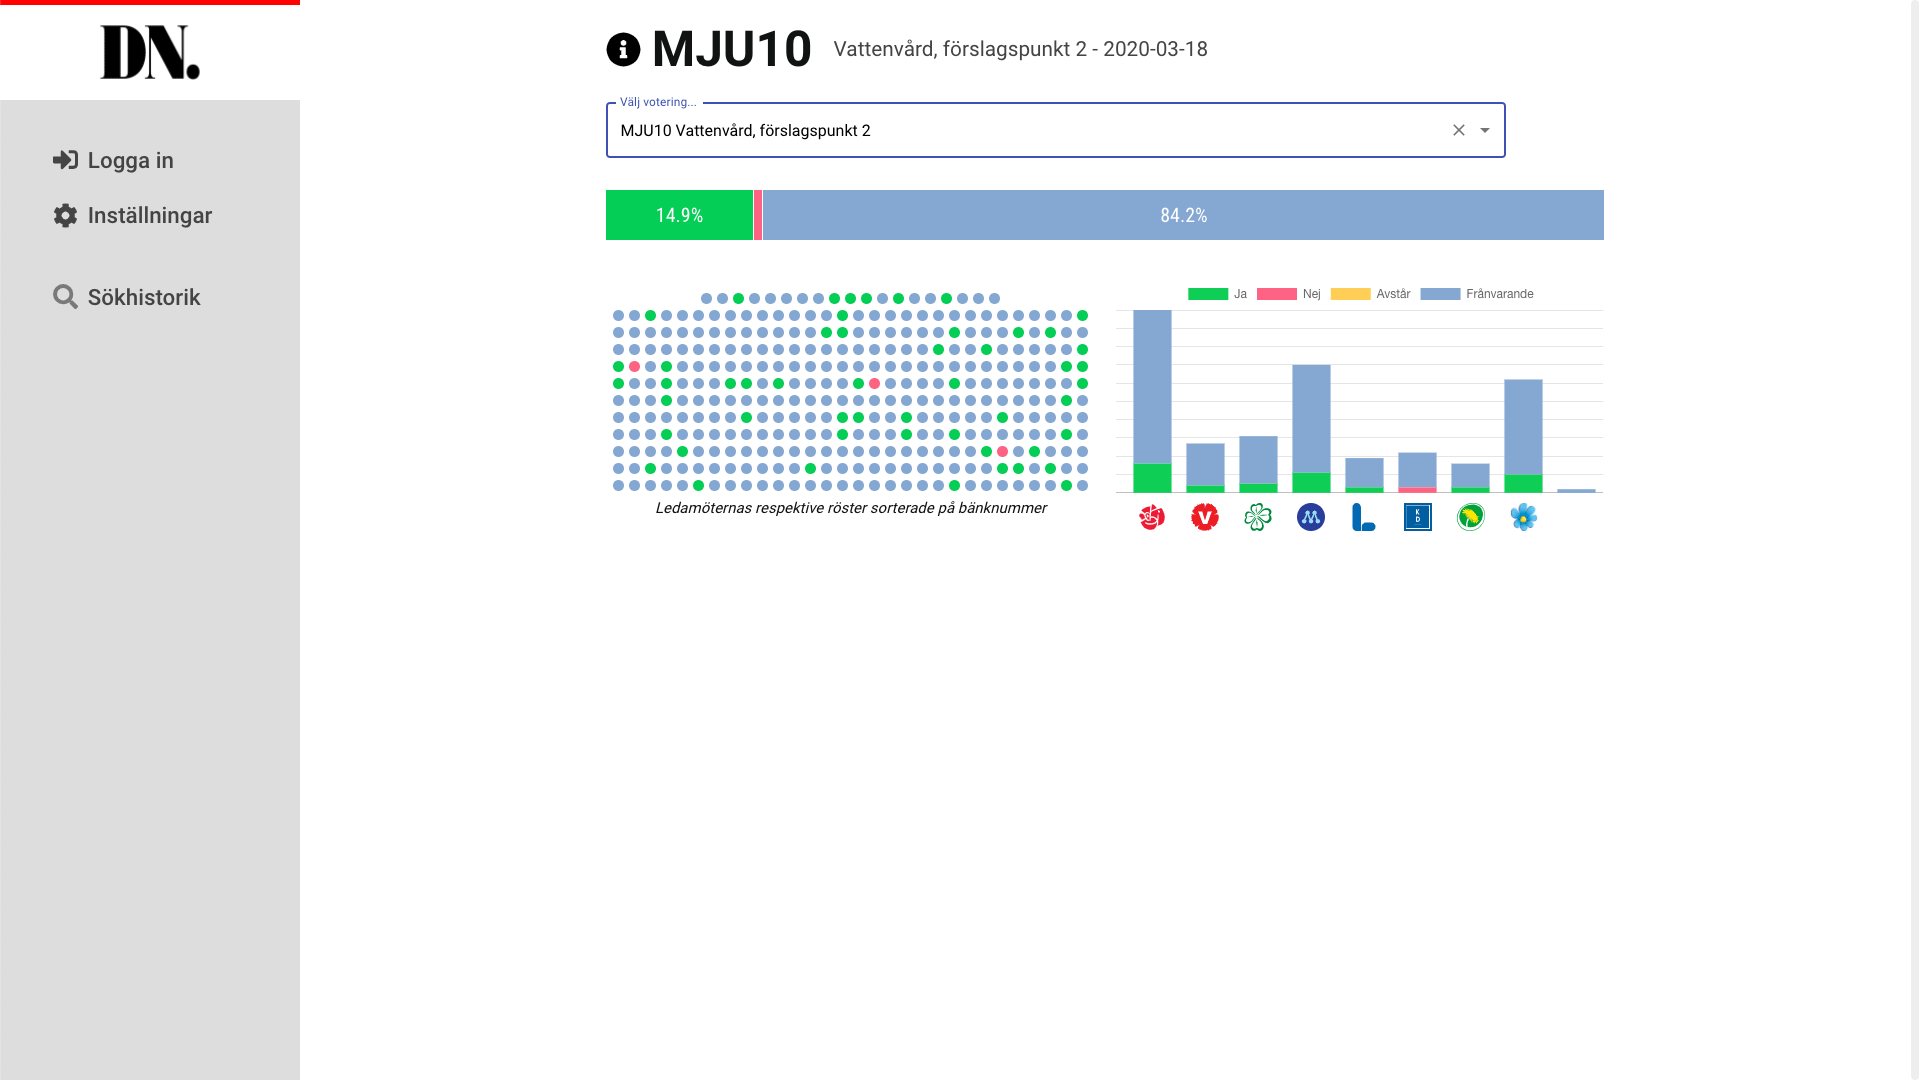 DN.
Logga in
Inställningar
Sökhistorik
MJU10 Vattenvård, förslagspunkt 2 - 2020-03-18
Välj votering...
MJU10 Vattenvård, förslagspunkt 2
14.9% 84.2%
Ledamöternas respektive röster sorterade på bänknummer
Ja Nej Avstår Frånvarande
V M L K D